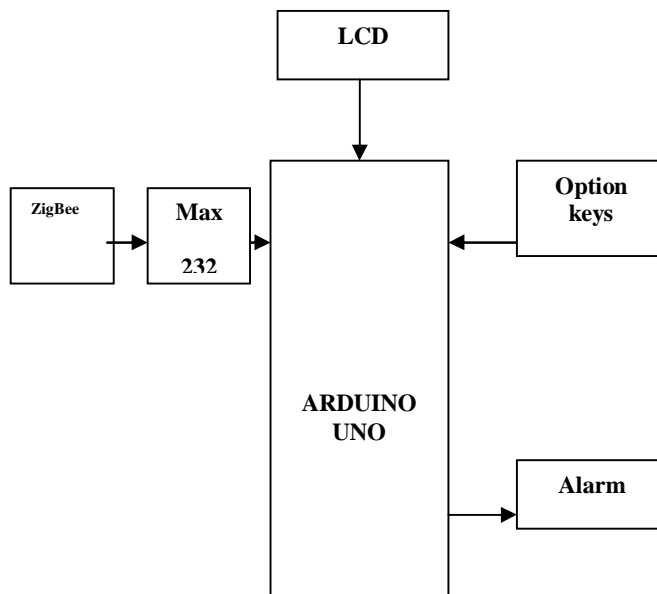 LCD
ZigBee
Max
232
Option
keys
ARDUINO
UNO
Alarm